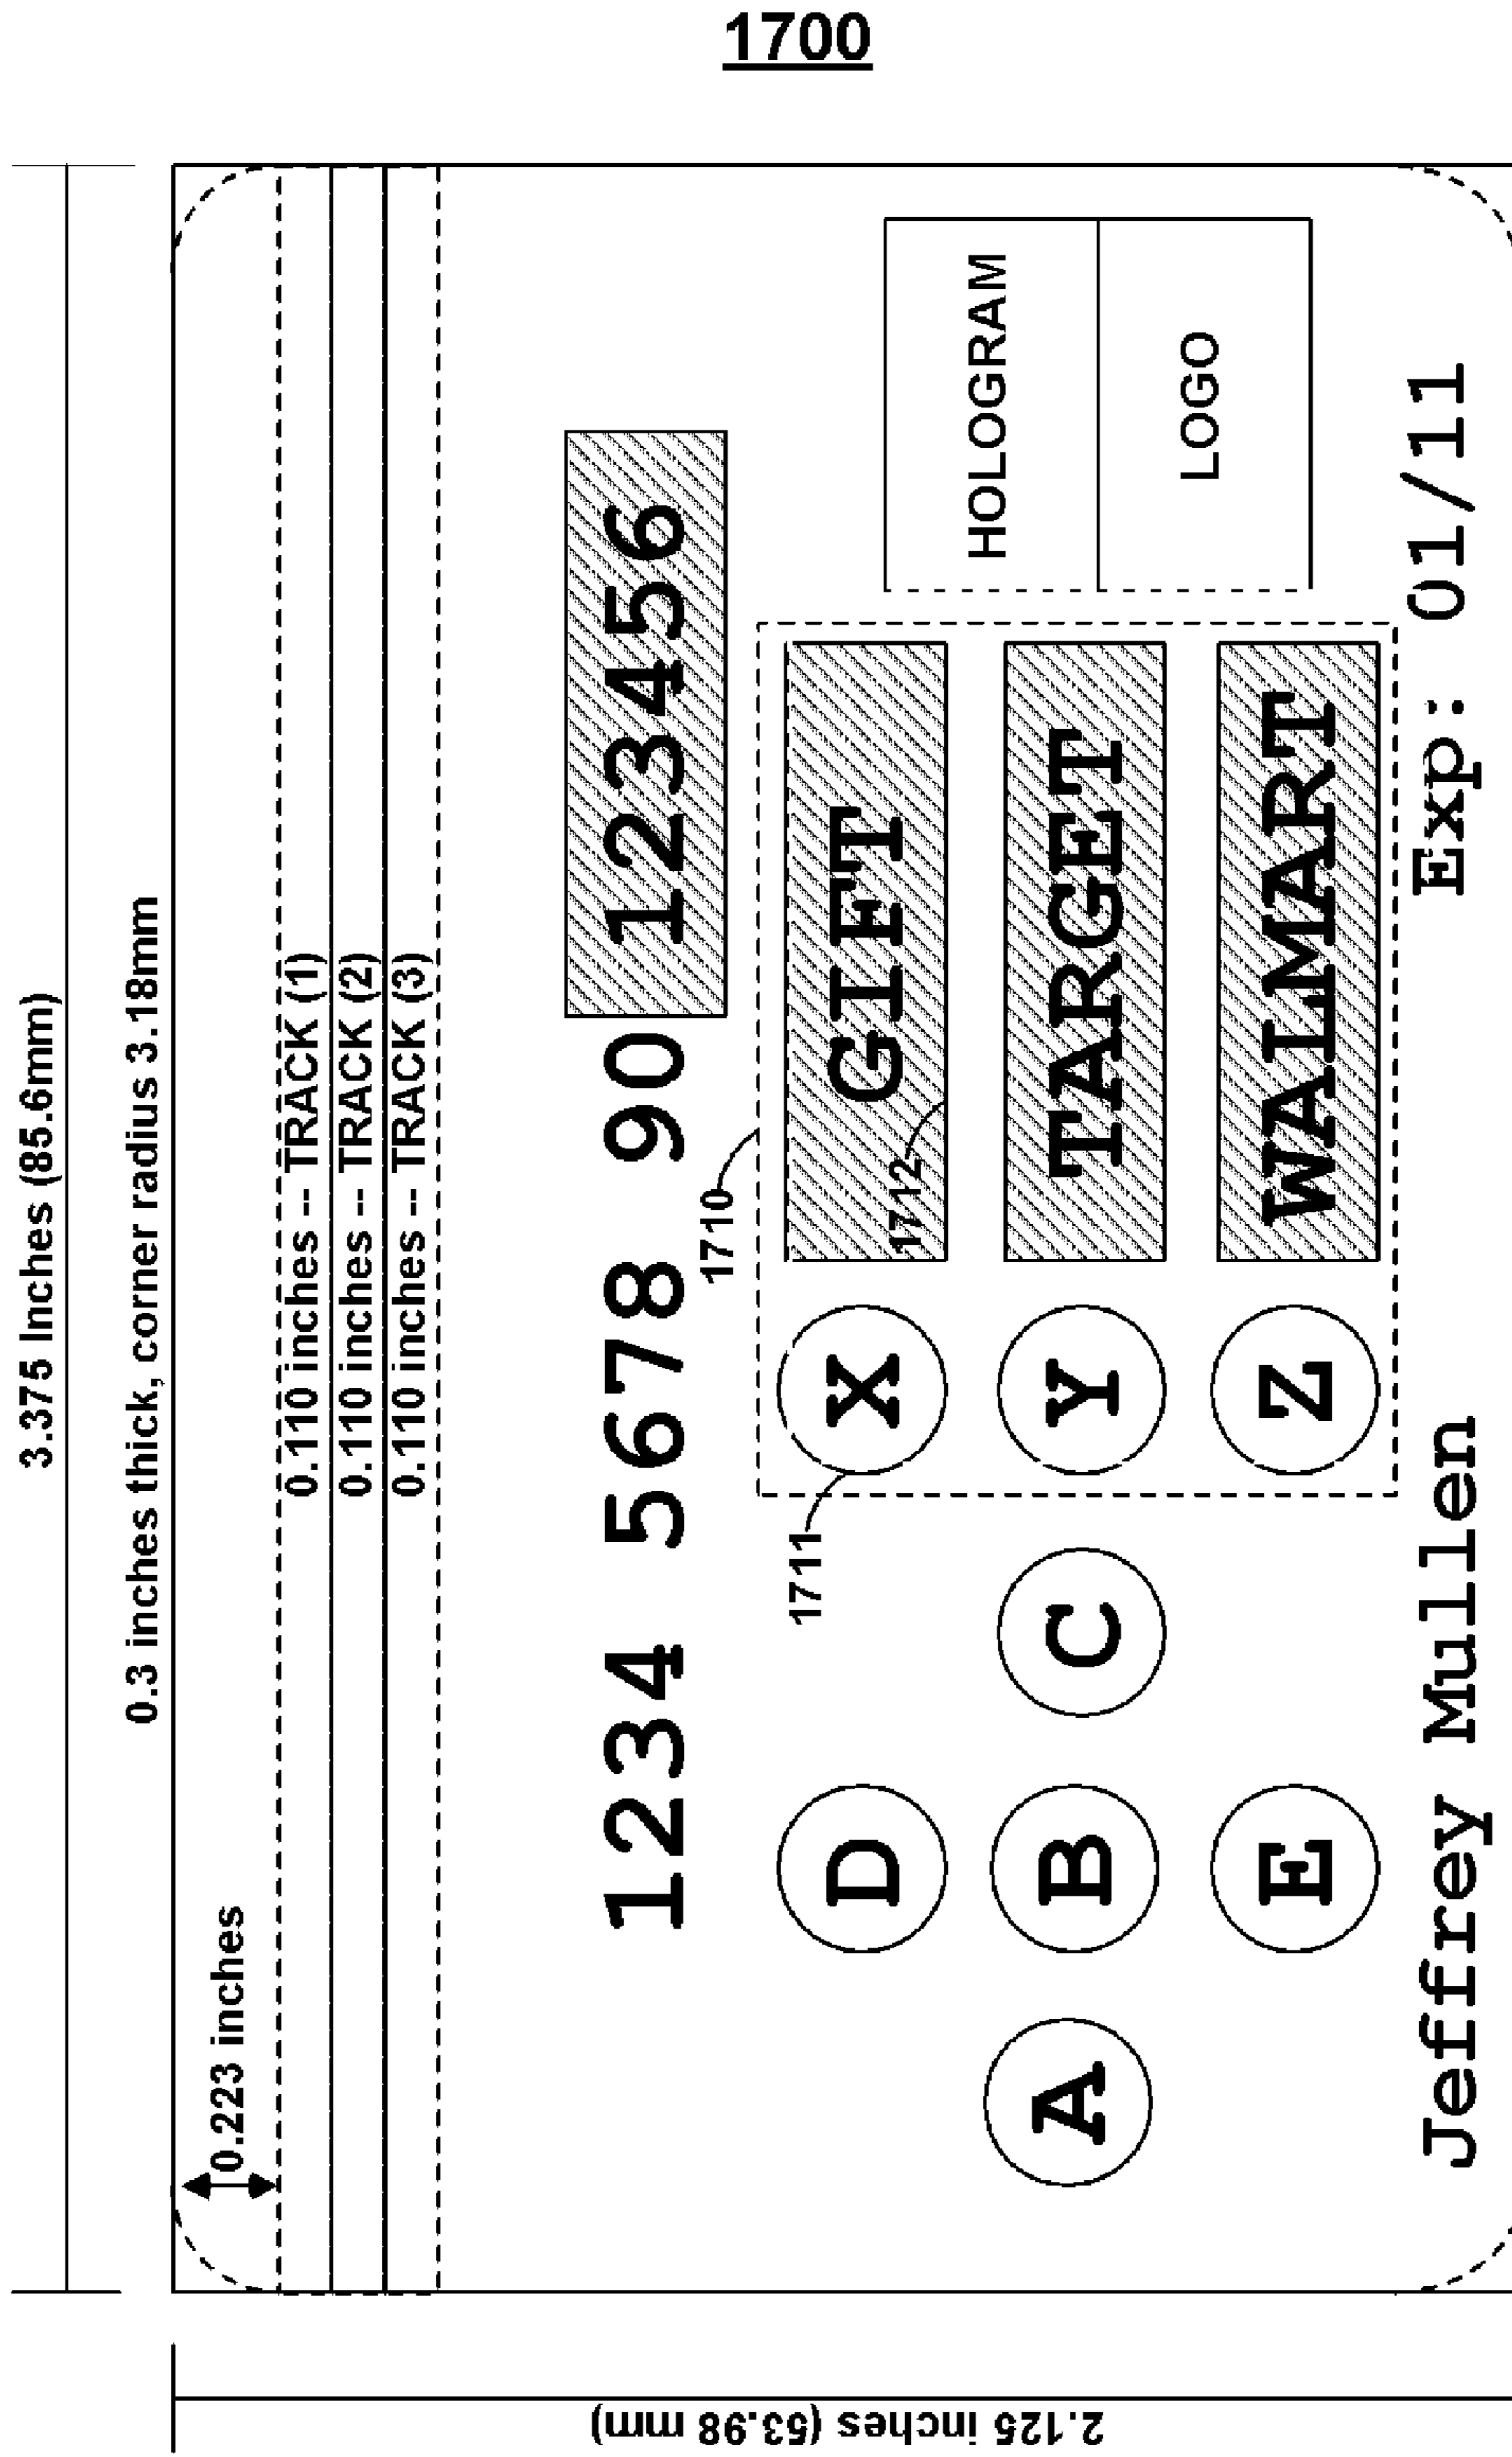 1700
3.375 Inches (85.6mm)
0.3 inches thick, corner radius 3.18mm
0.223 inches
0.110 inches -- TRACK (1)
0.110 inches -- TRACK (2)
0.110 inches -- TRACK (3)
2.125 inches (53.98 mm)
1234 5678 90 123456
1710
1711
1712
D X GIFT
HOLOGRAM
A B C Y TARGET
LOGO
E Z WALMART
Exp: 01/11
Jeffrey Mullen